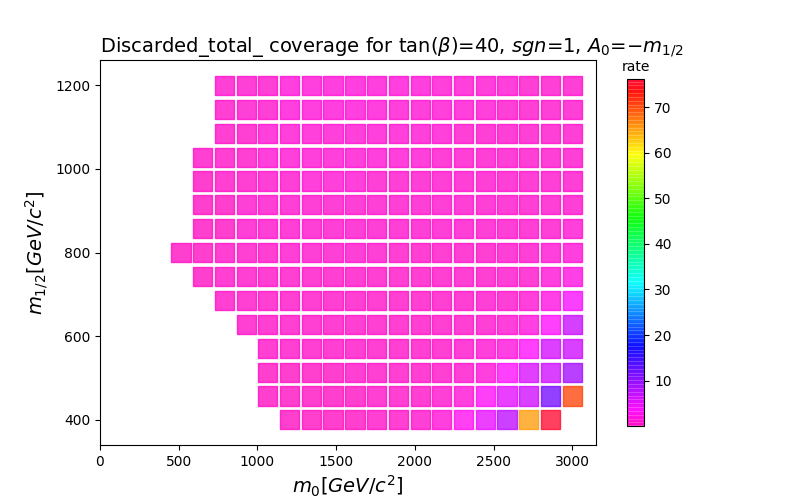 Discarded_total_ coverage for tan(β)=40, sgn=1, A₀=−m₁/₂
rate
1200
1000
800
600
400
m₁/₂[GeV/c²]
70
60
50
40
30
20
10
0 500 1000 1500 2000 2500 3000
m₀[GeV/c²]